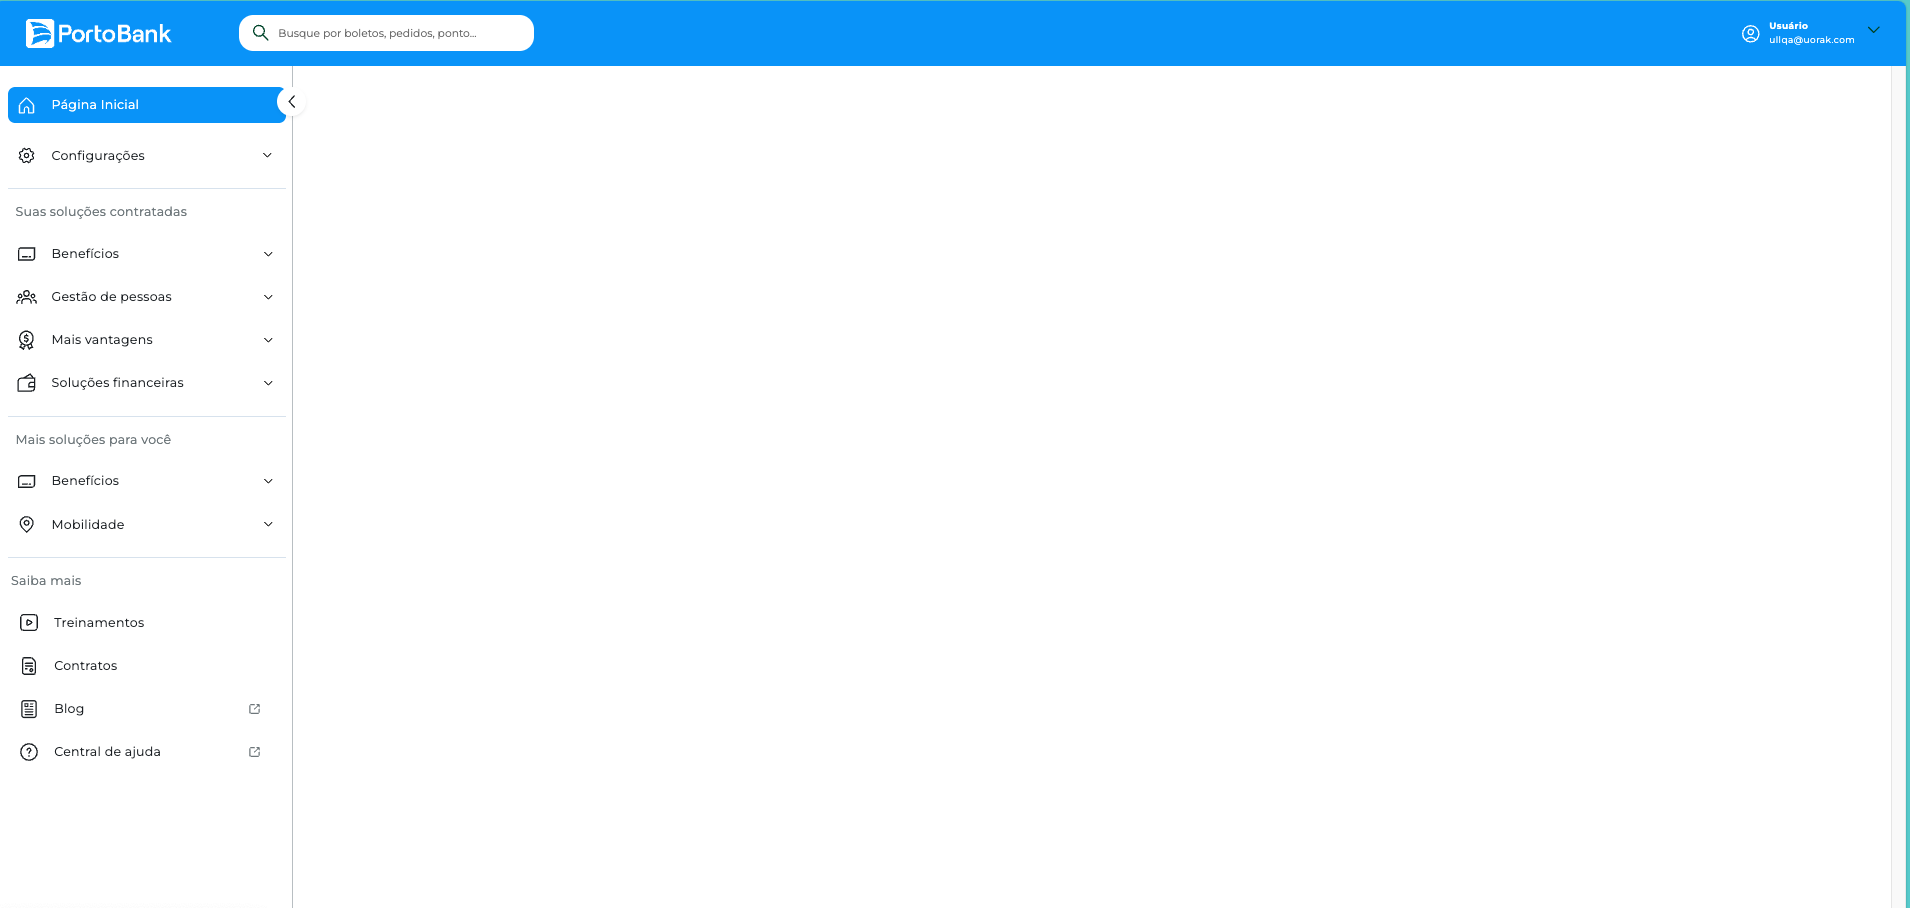 PortoBank
Busque por boletos, pedidos, ponto...
Usuário
ullqa@uorak.com
Página Inicial
Configurações
Suas soluções contratadas
Benefícios
Gestão de pessoas
Mais vantagens
Soluções financeiras
Mais soluções para você
Benefícios
Mobilidade
Saiba mais
Treinamentos
Contratos
Blog
Central de ajuda